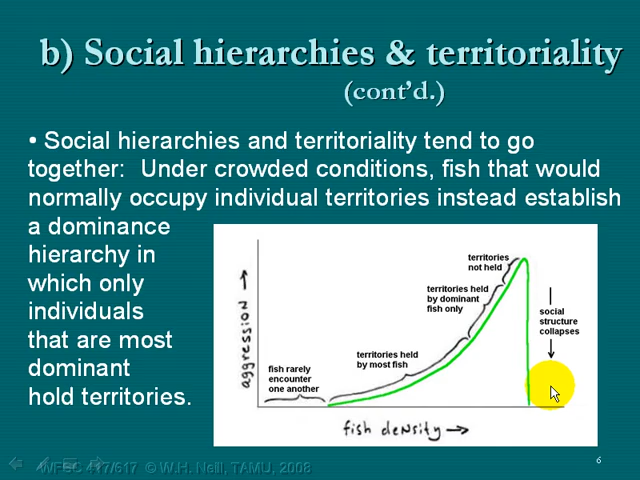 b) Social hierarchies & territoriality
(cont'd.)
• Social hierarchies and territoriality tend to go
together:  Under crowded conditions, fish that would
normally occupy individual territories instead establish
a dominance
hierarchy in
which only
individuals
that are most
dominant
hold territories.
territories
not held
territories held
by dominant
fish only
social
structure
collapses
territories held
by most fish
fish rarely
encounter
one another
aggression →
fish density →
WFSC 417/617  © W.H. Neill, TAMU, 2008
6